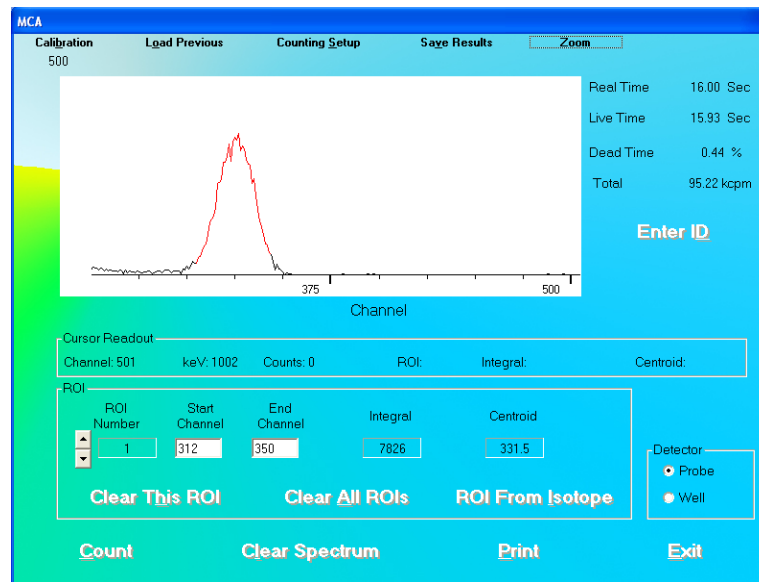 MCA
Calibration Load Previous Counting Setup Save Results Zoom
500
Real Time 16.00 Sec
Live Time 15.93 Sec
Dead Time 0.44 %
Total 95.22 kcpm
Enter ID
375 500
Channel
Cursor Readout
Channel: 501 keV: 1002 Counts: 0 ROI: Integral: Centroid:
ROI
ROI Number Start Channel End Channel Integral Centroid
1 312 350 7826 331.5
Clear This ROI Clear All ROIs ROI From Isotope
Detector
Probe
Well
Count Clear Spectrum Print Exit